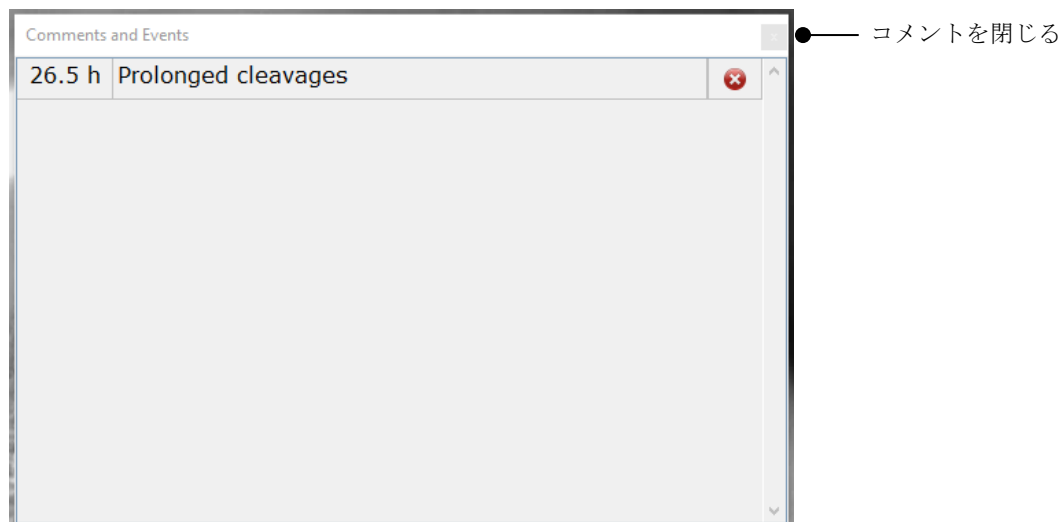 Comments and Events
コメントを閉じる
26.5 h Prolonged cleavages